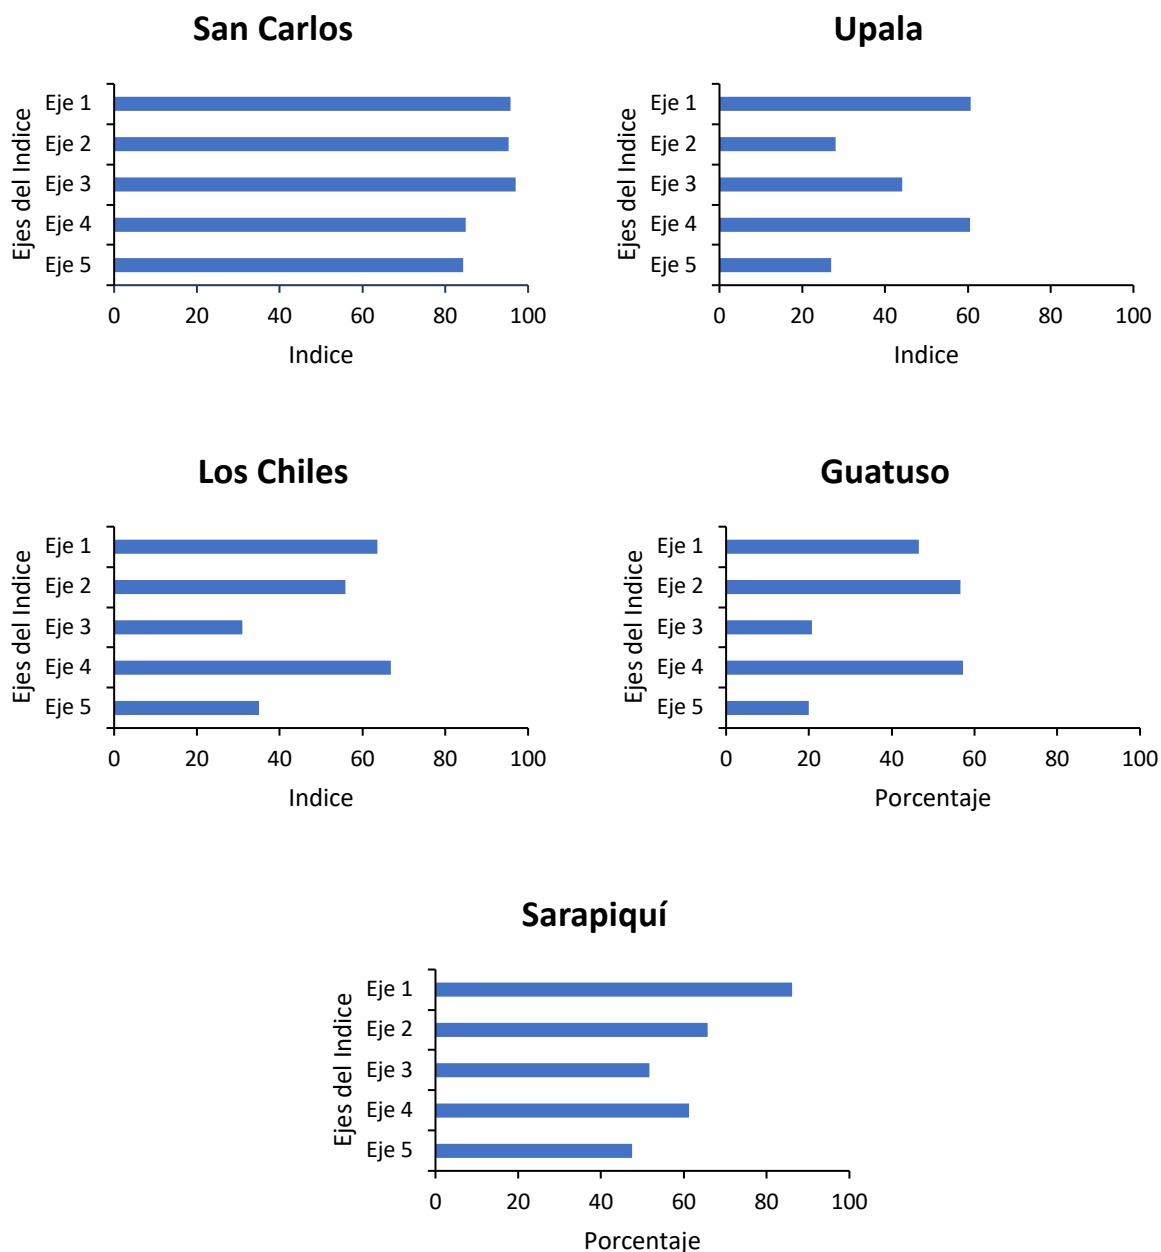 San Carlos
Ejes del Indice
Eje 1
Eje 2
Eje 3
Eje 4
Eje 5
0 20 40 60 80 100
Indice
Upala
Ejes del Indice
Eje 1
Eje 2
Eje 3
Eje 4
Eje 5
0 20 40 60 80 100
Indice
Los Chiles
Ejes del Indice
Eje 1
Eje 2
Eje 3
Eje 4
Eje 5
0 20 40 60 80 100
Indice
Guatuso
Ejes del Indice
Eje 1
Eje 2
Eje 3
Eje 4
Eje 5
0 20 40 60 80 100
Porcentaje
Sarapiquí
Ejes del Indice
Eje 1
Eje 2
Eje 3
Eje 4
Eje 5
0 20 40 60 80 100
Porcentaje